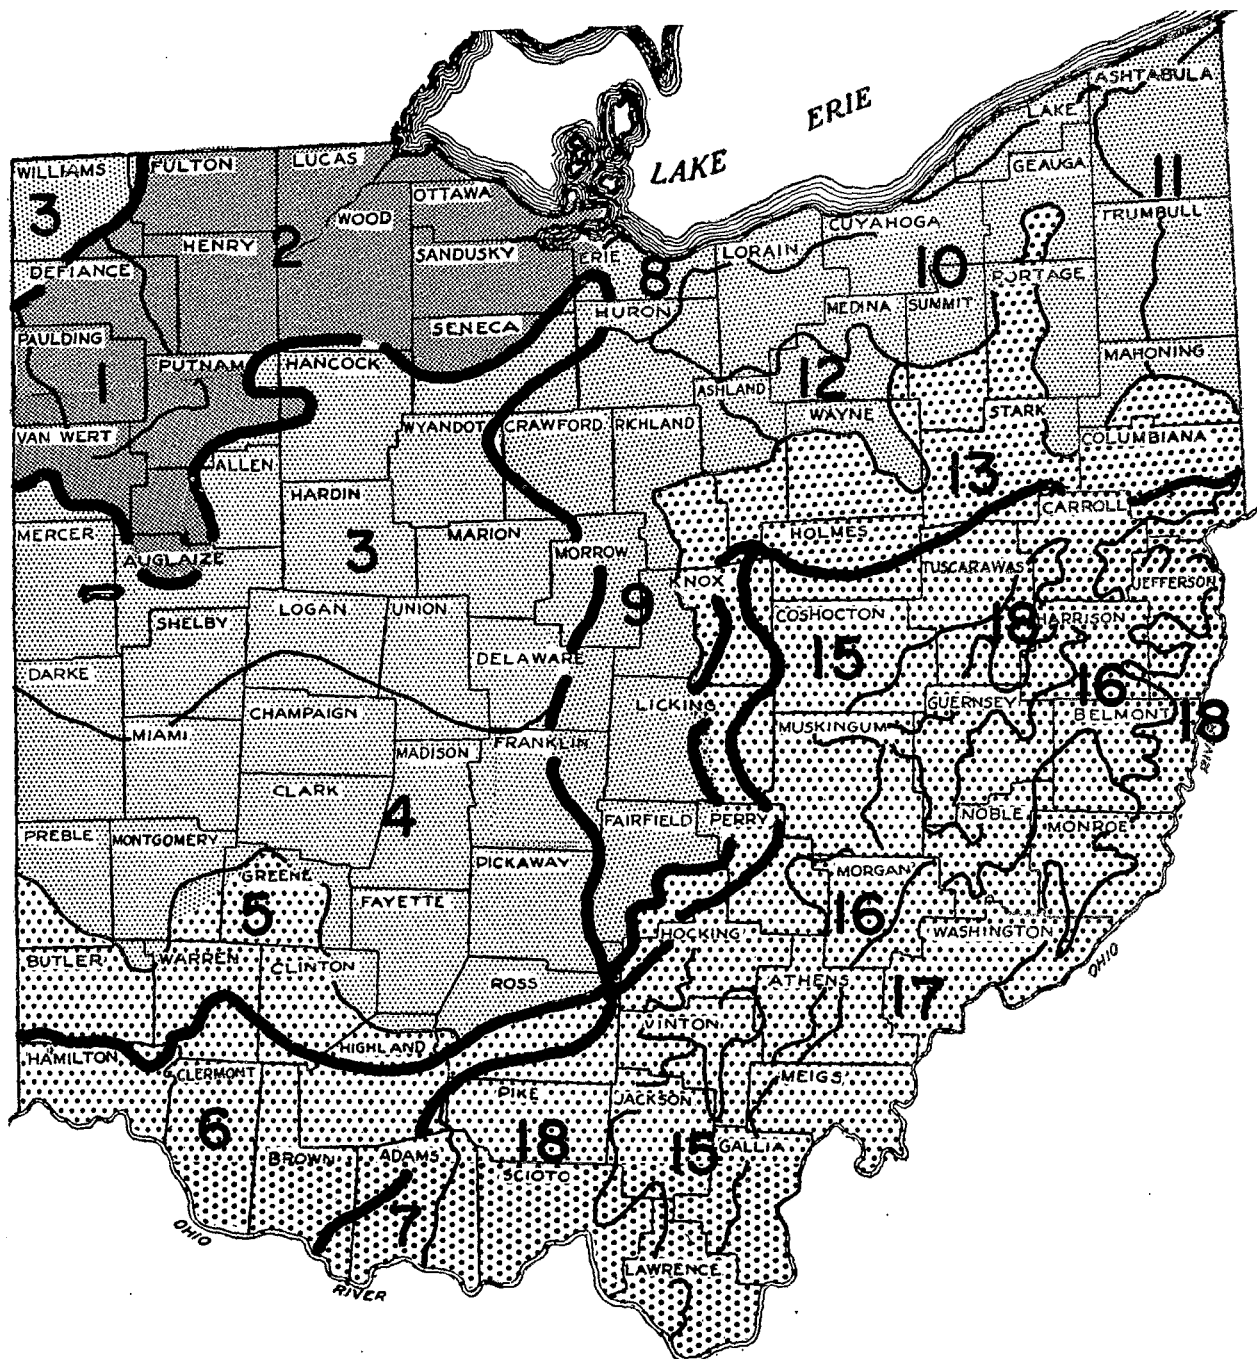 ERIE
LAKE
ASHTABULA
LAKE
GEAUGA
11
TRUMBULL
WILLIAMS
3
FULTON
LUCAS
OTTAWA
WOOD
HENRY
2
SANDUSKY
ERIE
8
LORAIN
CUYAHOGA
10
PORTAGE
DEFIANCE
SENECA
HURON
MEDINA
SUMMIT
PAULDING
1
PUTNAM
HANCOCK
MAHONING
ASHLAND
12
WAYNE
STARK
VAN WERT
WYANDOT
CRAWFORD
RICHLAND
COLUMBIANA
ALLEN
13
HARDIN
CARROLL
MERCER
MARION
HOLMES
AUGLAIZE
1
3
MORROW
KNOX
TUSCARAWAS
JEFFERSON
LOGAN
UNION
9
COSHOCTON
18
HARRISON
SHELBY
15
DARKE
DELAWARE
16
LICKING
GUERNSEY
BELMONT
18
CHAMPAIGN
MUSKINGUM
MIAMI
MADISON
FRANKLIN
CLARK
4
FAIRFIELD
PERRY
NOBLE
MONROE
PREBLE
MONTGOMERY
PICKAWAY
GREENE
MORGAN
5
FAYETTE
16
HOCKING
WASHINGTON
BUTLER
WARREN
CLINTON
ROSS
ATHENS
17
OHIO
VINTON
HAMILTON
HIGHLAND
CLERMONT
MEIGS
PIKE
JACKSON
6
18
15
GALLIA
BROWN
ADAMS
SCIOTO
7
OHIO
LAWRENCE
RIVER